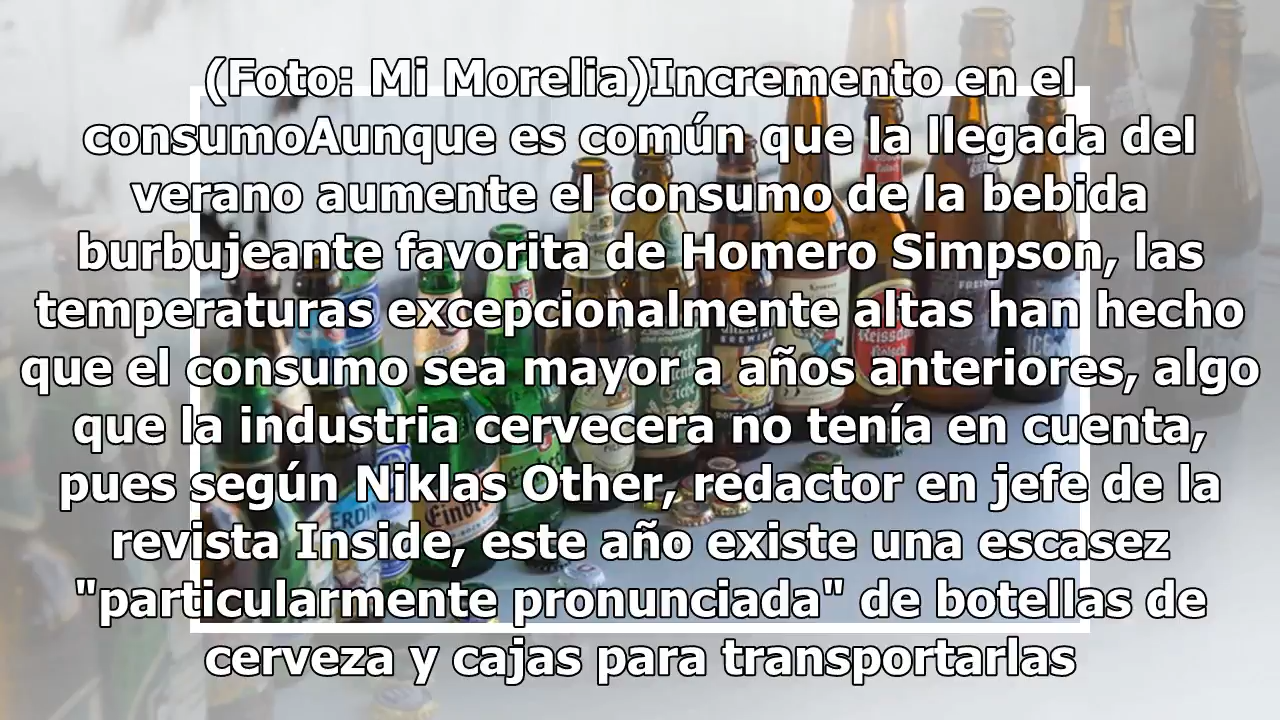 (Foto: Mi Morelia)Incremento en el
consumoAunque es común que la llegada del
verano aumente el consumo de la bebida
burbujeante favorita de Homero Simpson, las
temperaturas excepcionalmente altas han hecho
que el consumo sea mayor a años anteriores, algo
que la industria cervecera no tenía en cuenta,
pues según Niklas Other, redactor en jefe de la
revista Inside, este año existe una escasez
"particularmente pronunciada" de botellas de
cerveza y cajas para transportarlas